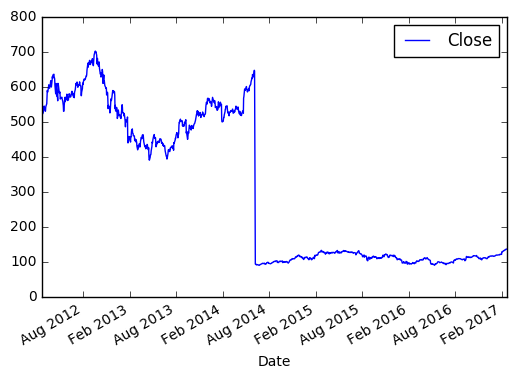 800
700
600
500
400
300
200
100
0
Close
Aug 2012
Feb 2013
Aug 2013
Feb 2014
Aug 2014
Feb 2015
Aug 2015
Feb 2016
Aug 2016
Feb 2017
Date